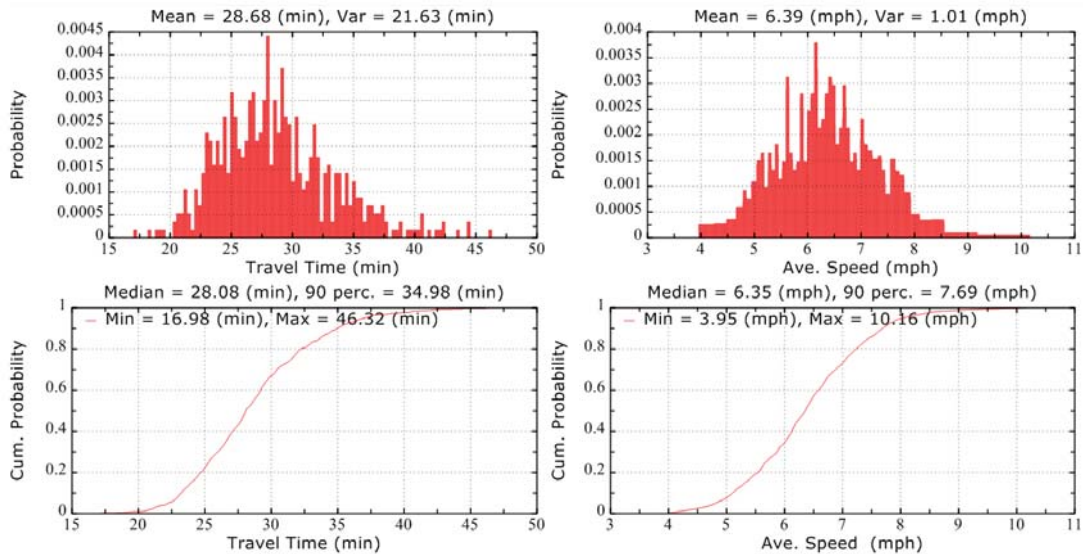 Mean = 28.68 (min), Var = 21.63 (min)
0.0045
0.004
0.0035
0.003
0.0025
0.002
0.0015
0.001
0.0005
0
Probability
15 20 25 30 35 40 45 50
Travel Time (min)
Mean = 6.39 (mph), Var = 1.01 (mph)
0.004
0.0035
0.003
0.0025
0.002
0.0015
0.001
0.0005
0
Probability
3 4 5 6 7 8 9 10 11
Ave. Speed (mph)
Median = 28.08 (min), 90 perc. = 34.98 (min)
Min = 16.98 (min), Max = 46.32 (min)
1
0.8
0.6
0.4
0.2
0
Cum. Probability
15 20 25 30 35 40 45 50
Travel Time (min)
Median = 6.35 (mph), 90 perc. = 7.69 (mph)
Min = 3.95 (mph), Max = 10.16 (mph)
1
0.8
0.6
0.4
0.2
0
Cum. Probability
3 4 5 6 7 8 9 10 11
Ave. Speed (mph)